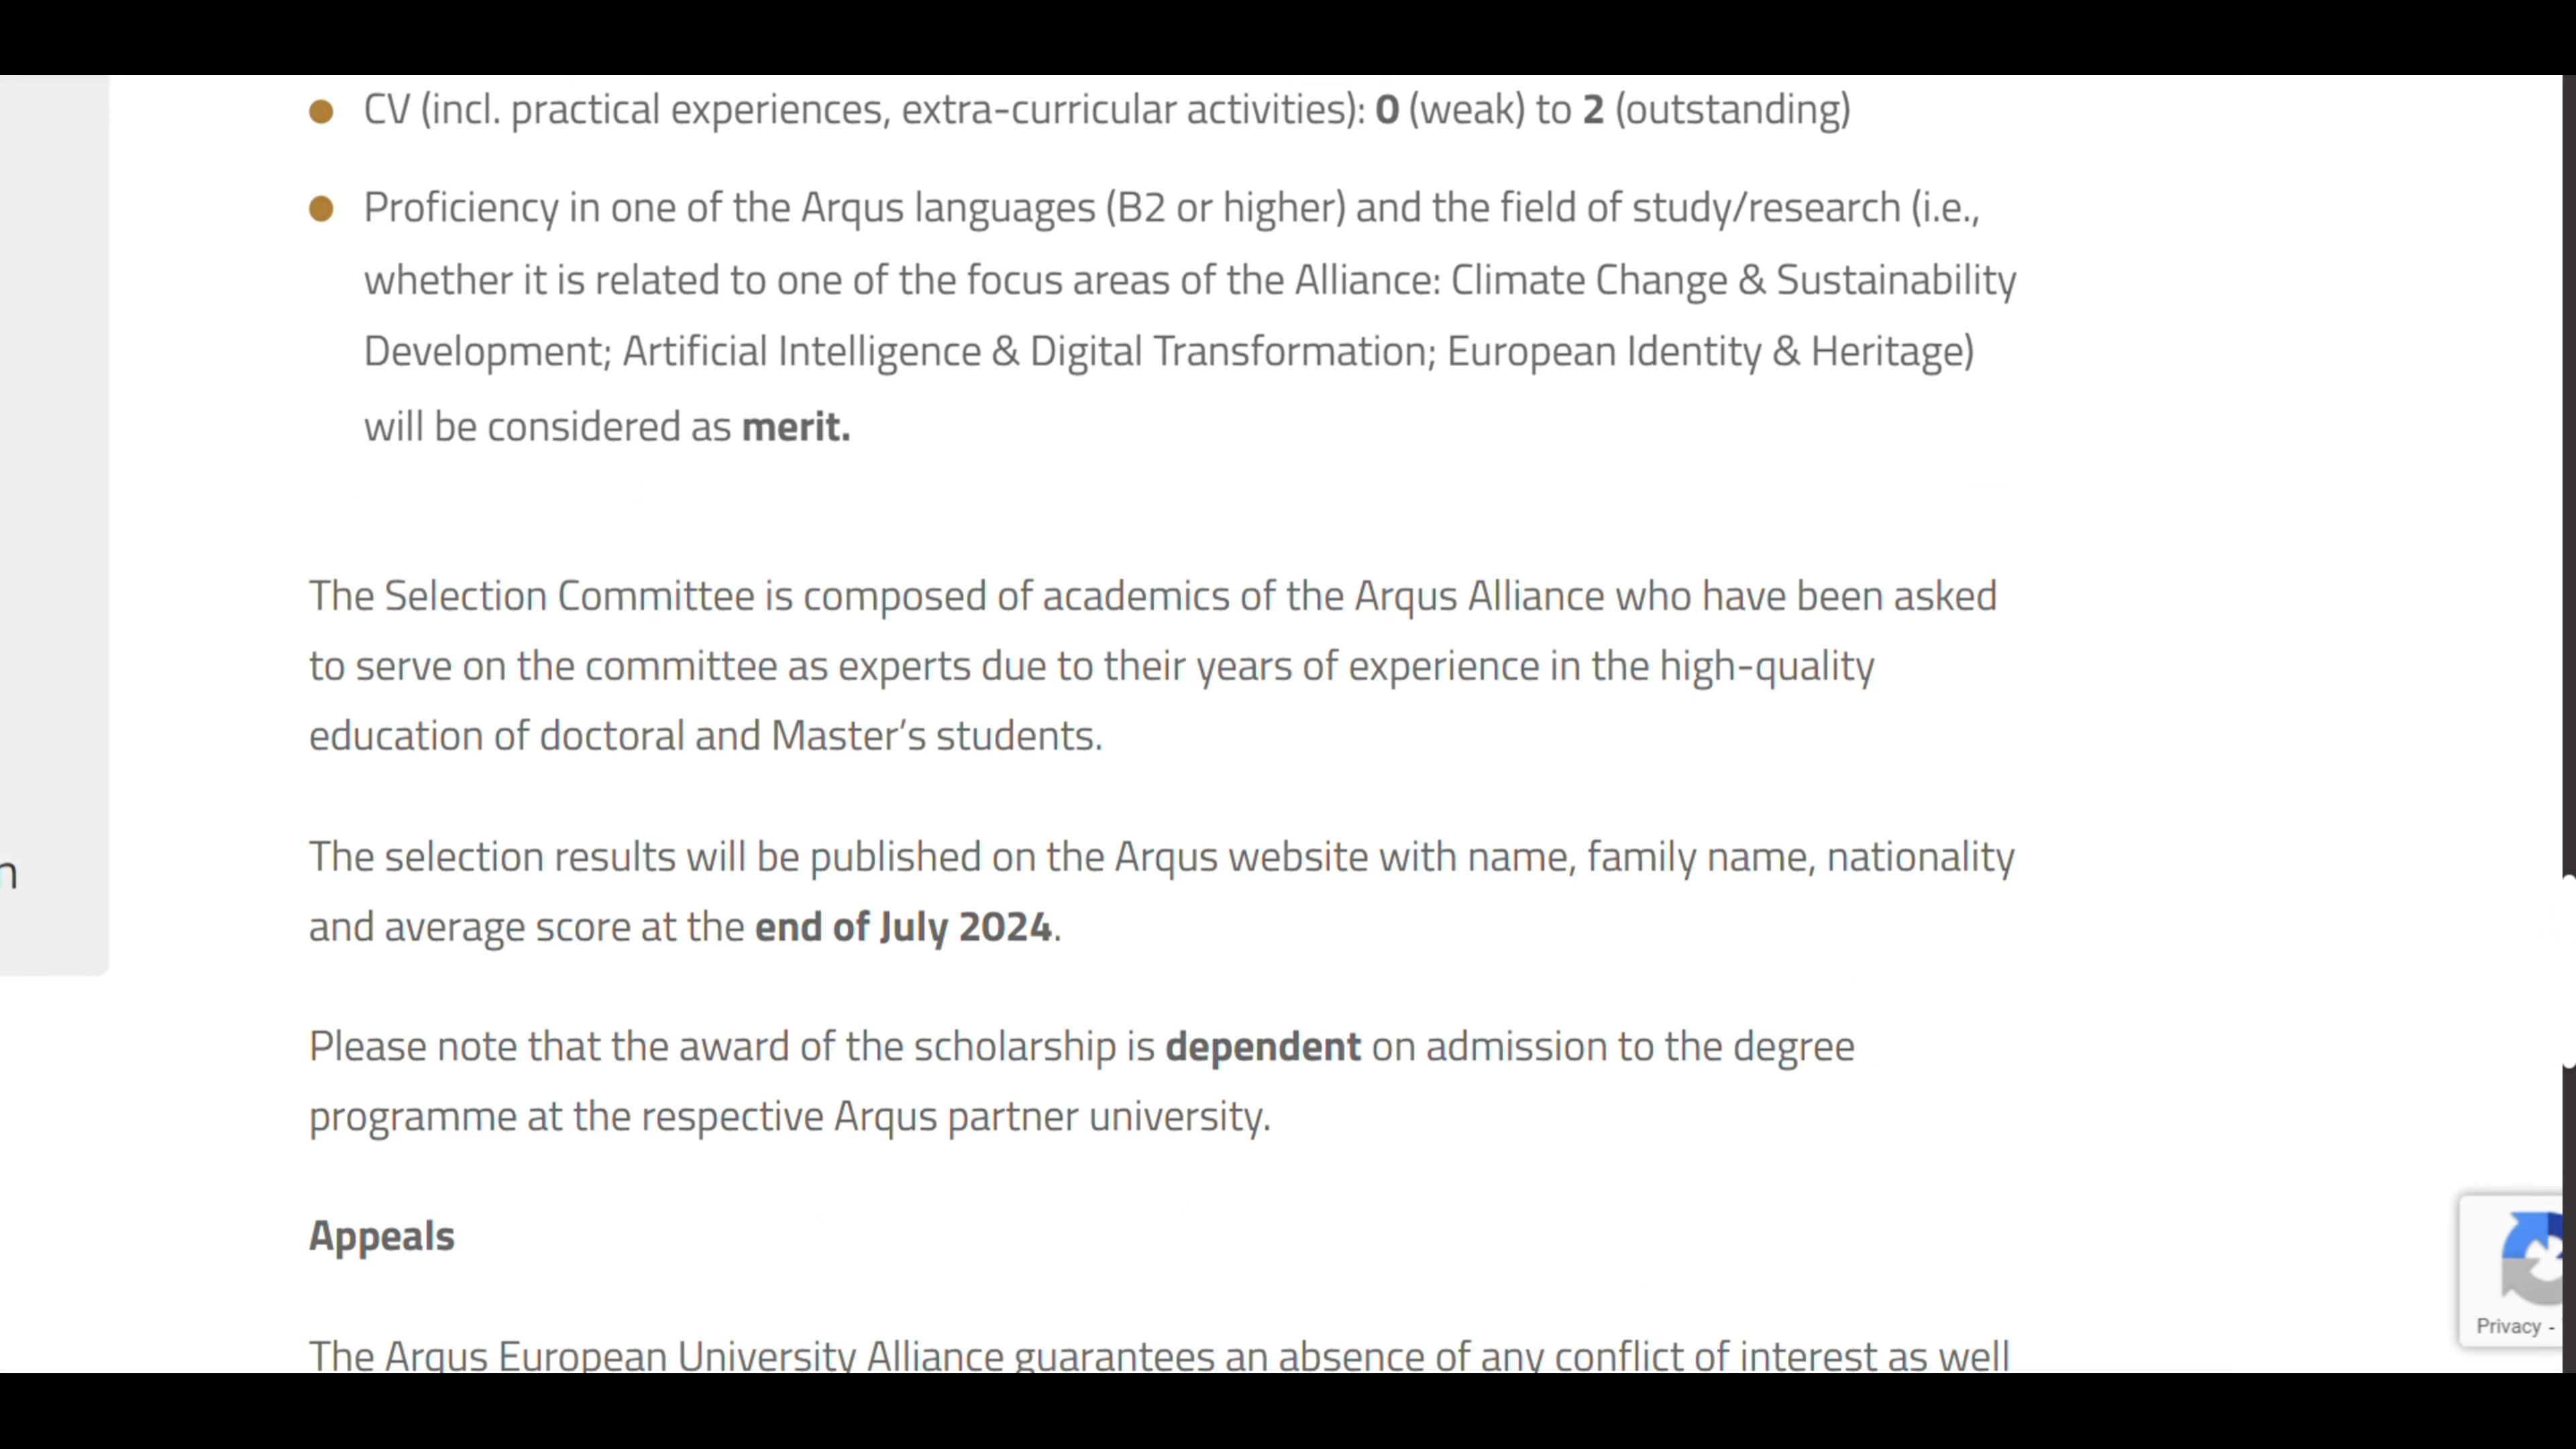 CV (incl. practical experiences, extra-curricular activities): 0 (weak) to 2 (outstanding)
Proficiency in one of the Arqus languages (B2 or higher) and the field of study/research (i.e.,
whether it is related to one of the focus areas of the Alliance: Climate Change & Sustainability
Development; Artificial Intelligence & Digital Transformation; European Identity & Heritage)
will be considered as merit.
The Selection Committee is composed of academics of the Arqus Alliance who have been asked
to serve on the committee as experts due to their years of experience in the high-quality
education of doctoral and Master's students.
n
The selection results will be published on the Arqus website with name, family name, nationality
and average score at the end of July 2024.
Please note that the award of the scholarship is dependent on admission to the degree
programme at the respective Arqus partner university.
Appeals
Privacy -
The Arqus European University Alliance guarantees an absence of any conflict of interest as well